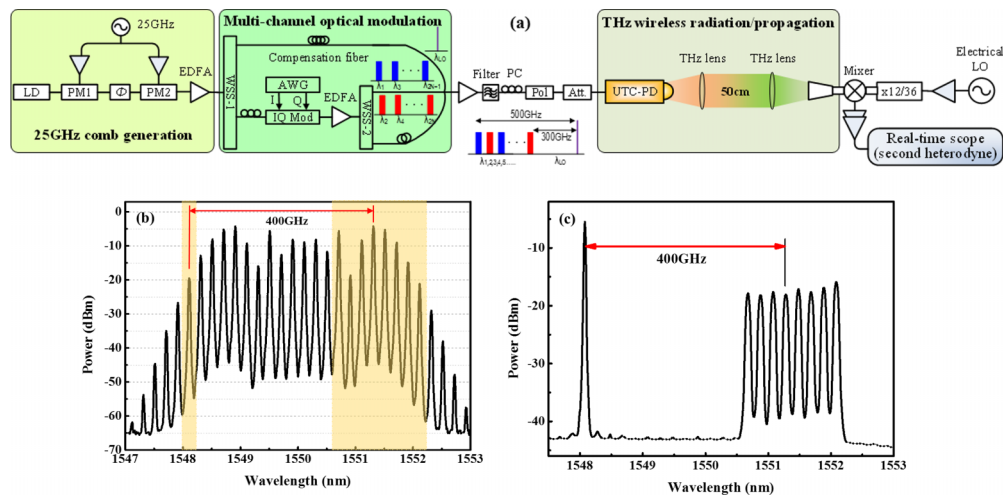 (a)
25GHz
LD
PM1
Φ
PM2
EDFA
25GHz comb generation
Multi-channel optical modulation
Compensation fiber
WSS-1
AWG
I
Q
IQ Mod
EDFA
WSS-2
λ1 λ3 λ2N-1
λ2 λ4 λ2N
λLO
Filter
PC
Pol
Att.
500GHz
300GHz
λ1,2,3,4,5,.....
λLO
THz wireless radiation/propagation
UTC-PD
THz lens
50cm
THz lens
Mixer
x12/36
Electrical
LO
Real-time scope
(second heterodyne)
(b)
400GHz
Power (dBm)
0
-10
-20
-30
-40
-50
-60
-70
1547 1548 1549 1550 1551 1552 1553
Wavelength (nm)
(c)
400GHz
Power (dBm)
-10
-20
-30
-40
1548 1549 1550 1551 1552 1553
Wavelength (nm)